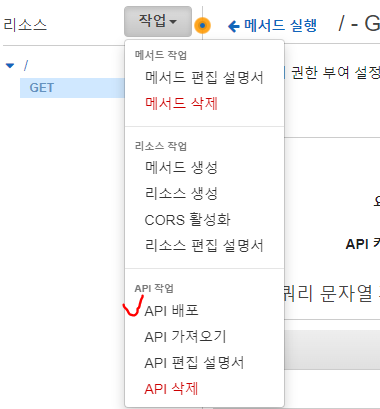 리소스
작업
메서드 실행
/ - G
/
권한 부여 설정
GET
메서드 작업
메서드 편집 설명서
메서드 삭제
리소스 작업
메서드 생성
리소스 생성
CORS 활성화
리소스 편집 설명서
API 키
쿼리 문자열
API 작업
API 배포
API 가져오기
API 편집 설명서
API 삭제